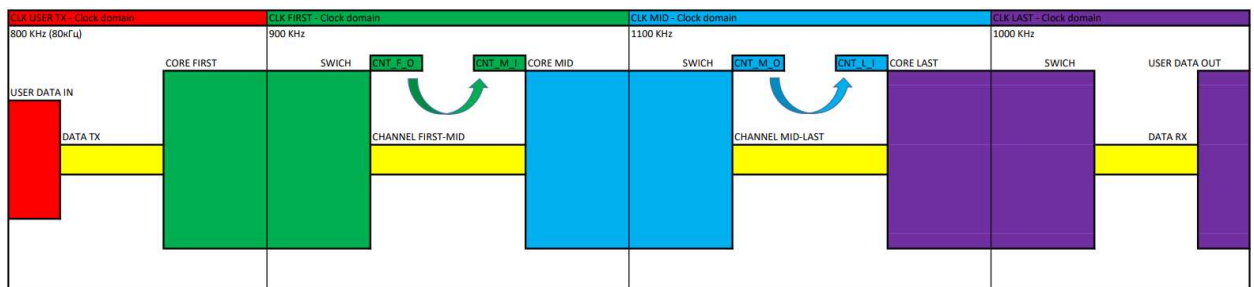 CLK USER TX - Clock domain CLK FIRST - Clock domain CLK MID - Clock domain CLK LAST - Clock domain
800 KHz (80кГц) 900 KHz 1100 KHz 1000 KHz
CORE FIRST SWICH CNT_F_O CNT_M_I CORE MID SWICH CNT_M_O CNT_L_I CORE LAST SWICH USER DATA OUT
USER DATA IN
DATA TX CHANNEL FIRST-MID CHANNEL MID-LAST DATA RX